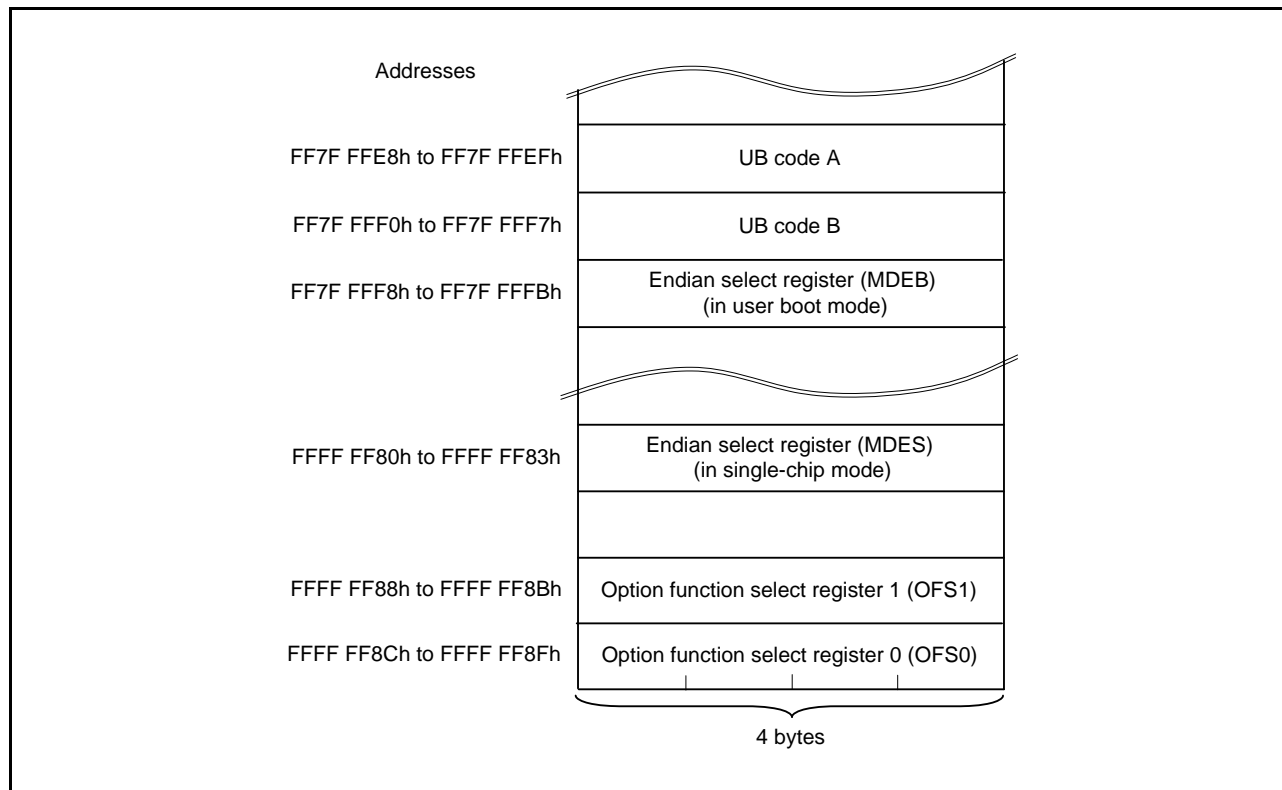 Addresses
FF7F FFE8h to FF7F FFEFh
UB code A
FF7F FFF0h to FF7F FFF7h
UB code B
FF7F FFF8h to FF7F FFFBh
Endian select register (MDEB)
(in user boot mode)
FFFF FF80h to FFFF FF83h
Endian select register (MDES)
(in single-chip mode)
FFFF FF88h to FFFF FF8Bh
Option function select register 1 (OFS1)
FFFF FF8Ch to FFFF FF8Fh
Option function select register 0 (OFS0)
4 bytes